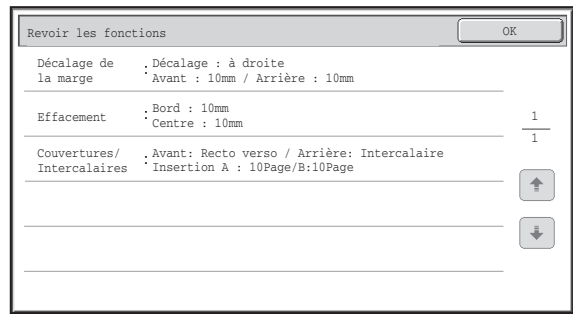 Revoir les fonctions
OK
Décalage de la marge : Décalage : à droite
Avant : 10mm / Arrière : 10mm
Effacement : Bord : 10mm
Centre : 10mm
1
1
Couvertures/ Intercalaires : Avant: Recto verso / Arrière: Intercalaire
Insertion A : 10Page/B:10Page